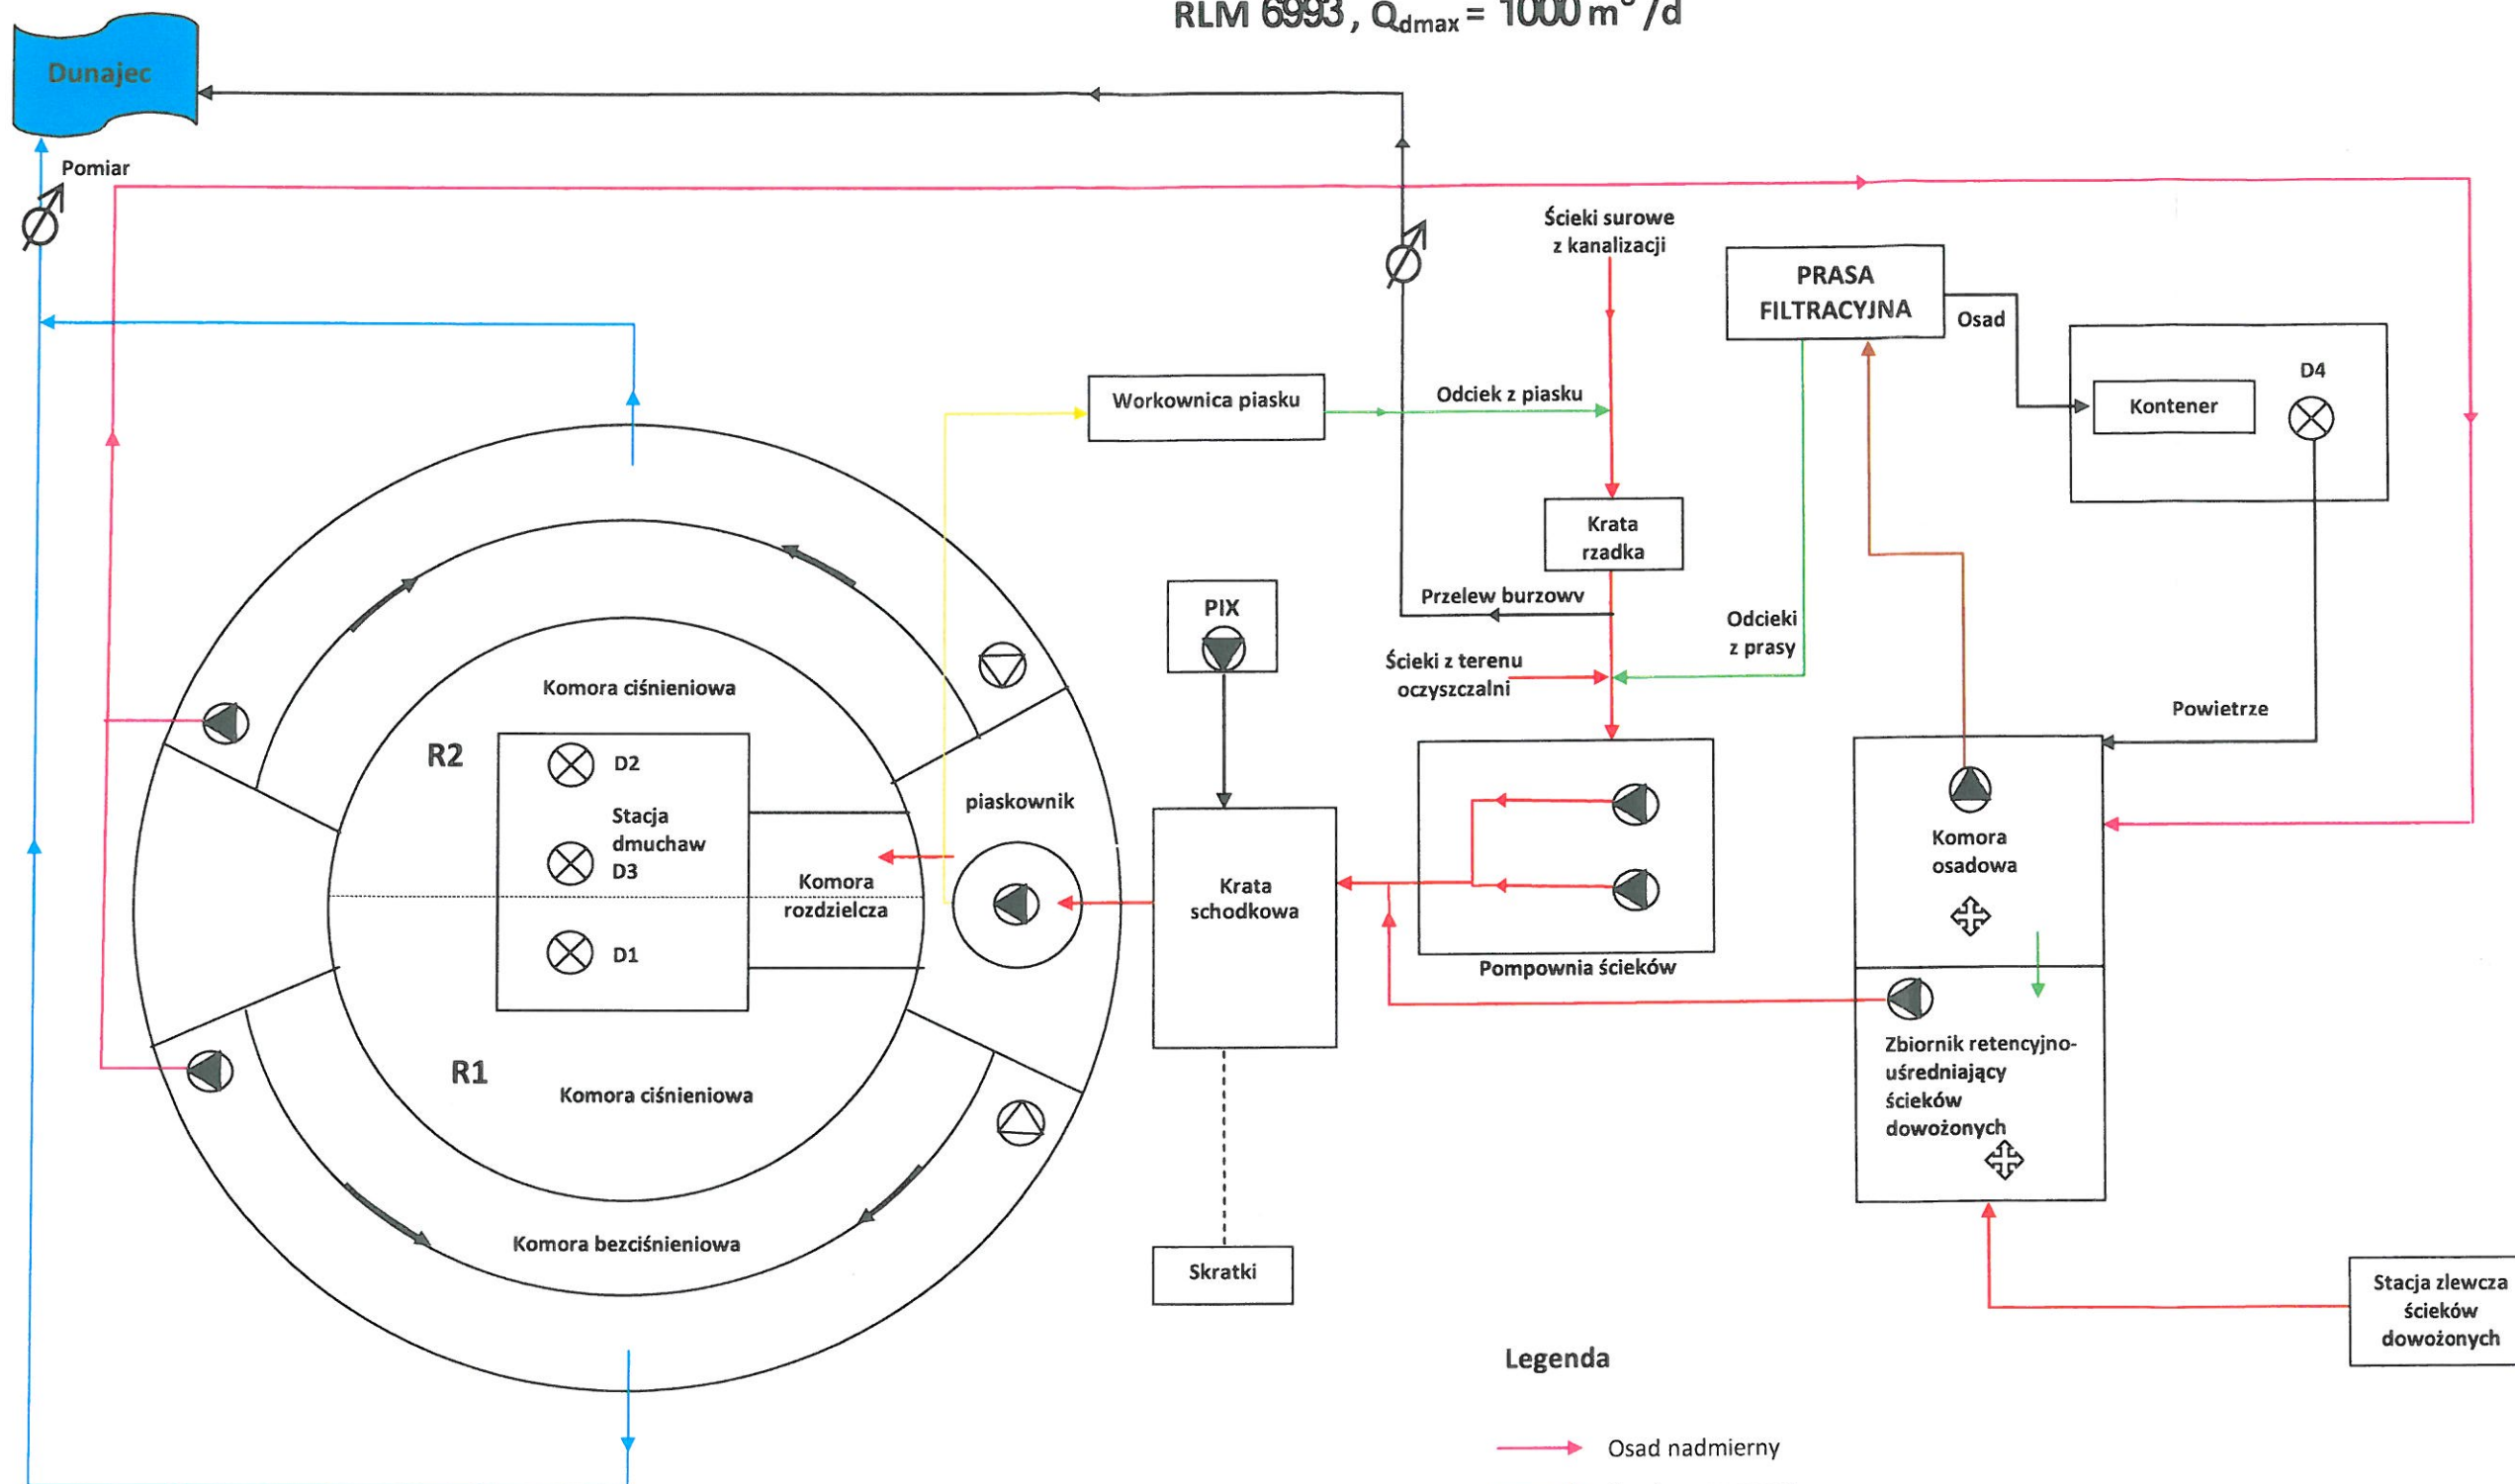 RLM 6993, Qdmax = 1000 m³/d
Dunajec
Pomiar
Ścieki surowe
z kanalizacji
PRASA
FILTRACYJNA
Osad
D4
Kontener
Workownica piasku
Odciek z piasku
Krata
rzadka
PIX
Przelew burzowv
Odcieki
z prasy
Ścieki z terenu
oczyszczalni
Powietrze
Komora ciśnieniowa
R2
D2
Stacja
dmuchaw
D3
D1
piaskownik
Komora
rozdzielcza
Krata
schodkowa
Komora
osadowa
Pompownia ścieków
Zbiornik retencyjno-
uśredniający
ścieków
dowożonych
R1
Komora ciśnieniowa
Komora bezciśnieniowa
Skratki
Stacja zlewcza
ścieków
dowożonych
Legenda
Osad nadmierny